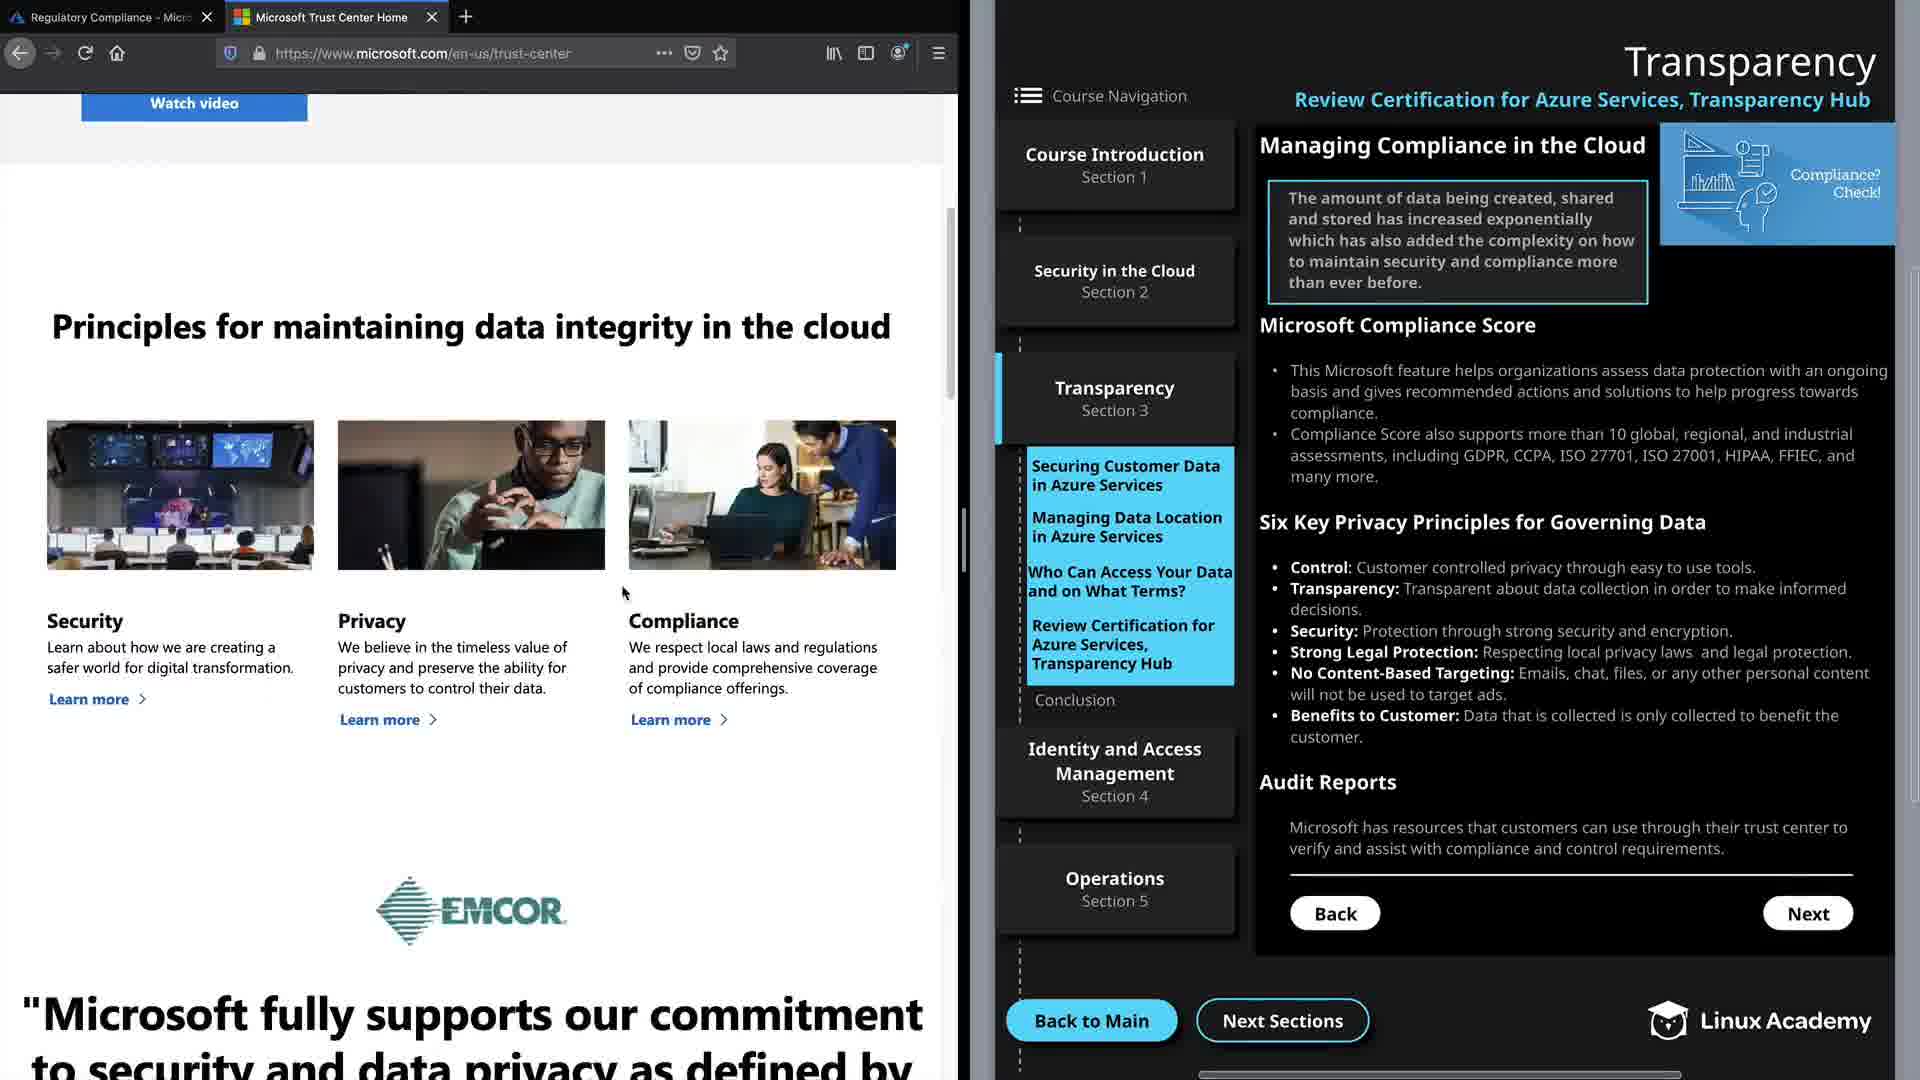 Regulatory Compliance - Micr
Microsoft Trust Center Home
https://www.microsoft.com/en-us/trust-center
Watch video
Principles for maintaining data integrity in the cloud
Security
Learn about how we are creating a
safer world for digital transformation.
Learn more
Privacy
We believe in the timeless value of
privacy and preserve the ability for
customers to control their data.
Learn more
Compliance
We respect local laws and regulations
and provide comprehensive coverage
of compliance offerings.
Learn more
EMCOR
"Microsoft fully supports our commitment
to security and data privacy as defined by
Transparency
Course Navigation
Review Certification for Azure Services, Transparency Hub
Course Introduction
Section 1
Security in the Cloud
Section 2
Transparency
Section 3
Securing Customer Data
in Azure Services
Managing Data Location
in Azure Services
Who Can Access Your Data
and on What Terms?
Review Certification for
Azure Services,
Transparency Hub
Conclusion
Identity and Access
Management
Section 4
Operations
Section 5
Managing Compliance in the Cloud
Compliance?
Check!
The amount of data being created, shared
and stored has increased exponentially
which has also added the complexity on how
to maintain security and compliance more
than ever before.
Microsoft Compliance Score
• This Microsoft feature helps organizations assess data protection with an ongoing
basis and gives recommended actions and solutions to help progress towards
compliance.
• Compliance Score also supports more than 10 global, regional, and industrial
assessments, including GDPR, CCPA, ISO 27701, ISO 27001, HIPAA, FFIEC, and
many more.
Six Key Privacy Principles for Governing Data
• Control: Customer controlled privacy through easy to use tools.
• Transparency: Transparent about data collection in order to make informed
decisions.
• Security: Protection through strong security and encryption.
• Strong Legal Protection: Respecting local privacy laws and legal protection.
• No Content-Based Targeting: Emails, chat, files, or any other personal content
will not be used to target ads.
• Benefits to Customer: Data that is collected is only collected to benefit the
customer.
Audit Reports
Microsoft has resources that customers can use through their trust center to
verify and assist with compliance and control requirements.
Back
Next
Back to Main
Next Sections
Linux Academy